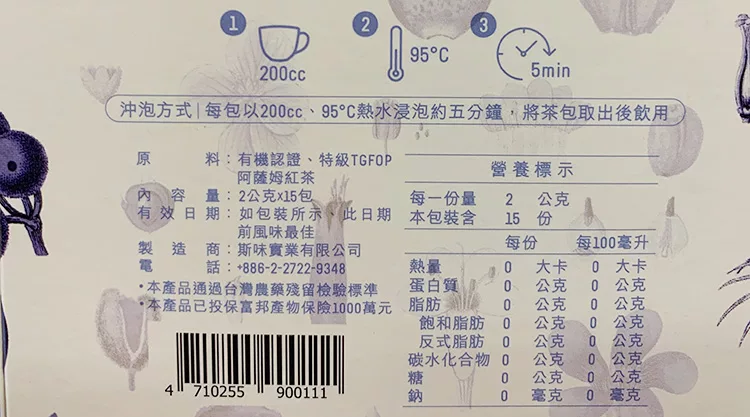 1 2 3
200cc 95°C 5min
沖泡方式 | 每包以200cc、95°C熱水浸泡約五分鐘，將茶包取出後飲用
原　　料：有機認證、特級TGFOP
阿薩姆紅茶
內 容 量：2公克x15包
有效日期：如包裝所示、此日期
前風味最佳
製 造 商：斯味實業有限公司
電　　話：+886-2-2722-9348
•本產品通過台灣農藥殘留檢驗標準
•本產品已投保富邦產物保險1000萬元
4 710255 900111
營養標示
每一份量 2 公克
本包裝含 15 份
每份 每100毫升
熱量 0 大卡 0 大卡
蛋白質 0 公克 0 公克
脂肪 0 公克 0 公克
飽和脂肪 0 公克 0 公克
反式脂肪 0 公克 0 公克
碳水化合物 0 公克 0 公克
糖 0 公克 0 公克
鈉 0 毫克 0 毫克